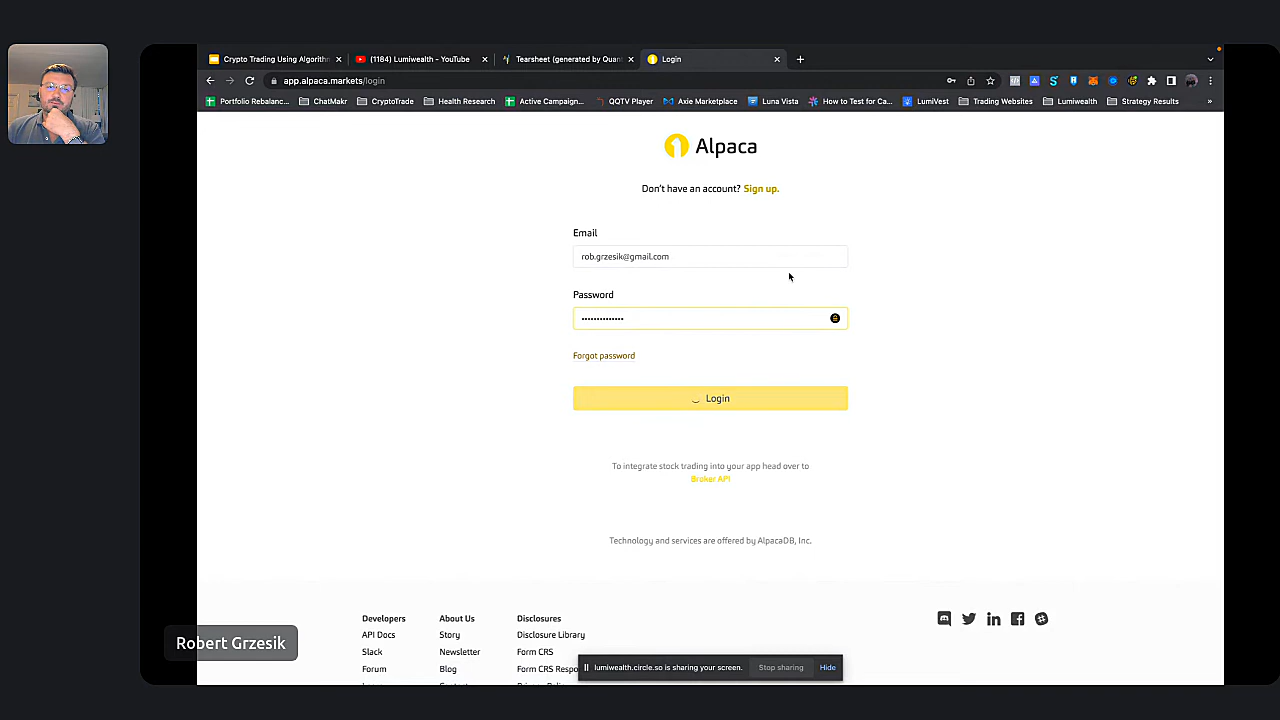 Crypto Trading Using Algorithm
(1184) Lumiwealth - YouTube
Tearsheet (generated by Quan
Login
app.alpaca.markets/login
Portfolio Rebalanc...
ChatMakr
CryptoTrade
Health Research
Active Campaign...
QQTV Player
Axie Marketplace
Luna Vista
How to Test for Ca...
LumiVest
Trading Websites
Lumiwealth
Strategy Results
»
Alpaca
Don't have an account? Sign up.
Email
rob.grzesik@gmail.com
Password
••••••••••••••
Forgot password
Login
To integrate stock trading into your app head over to
Broker API
Technology and services are offered by AlpacaDB, Inc.
Developers
API Docs
Slack
Forum
About Us
Story
Newsletter
Blog
Disclosures
Disclosure Library
Form CRS
Form CRS Respo
lumiwealth.circle.so is sharing your screen.
Stop sharing
Hide
Robert Grzesik